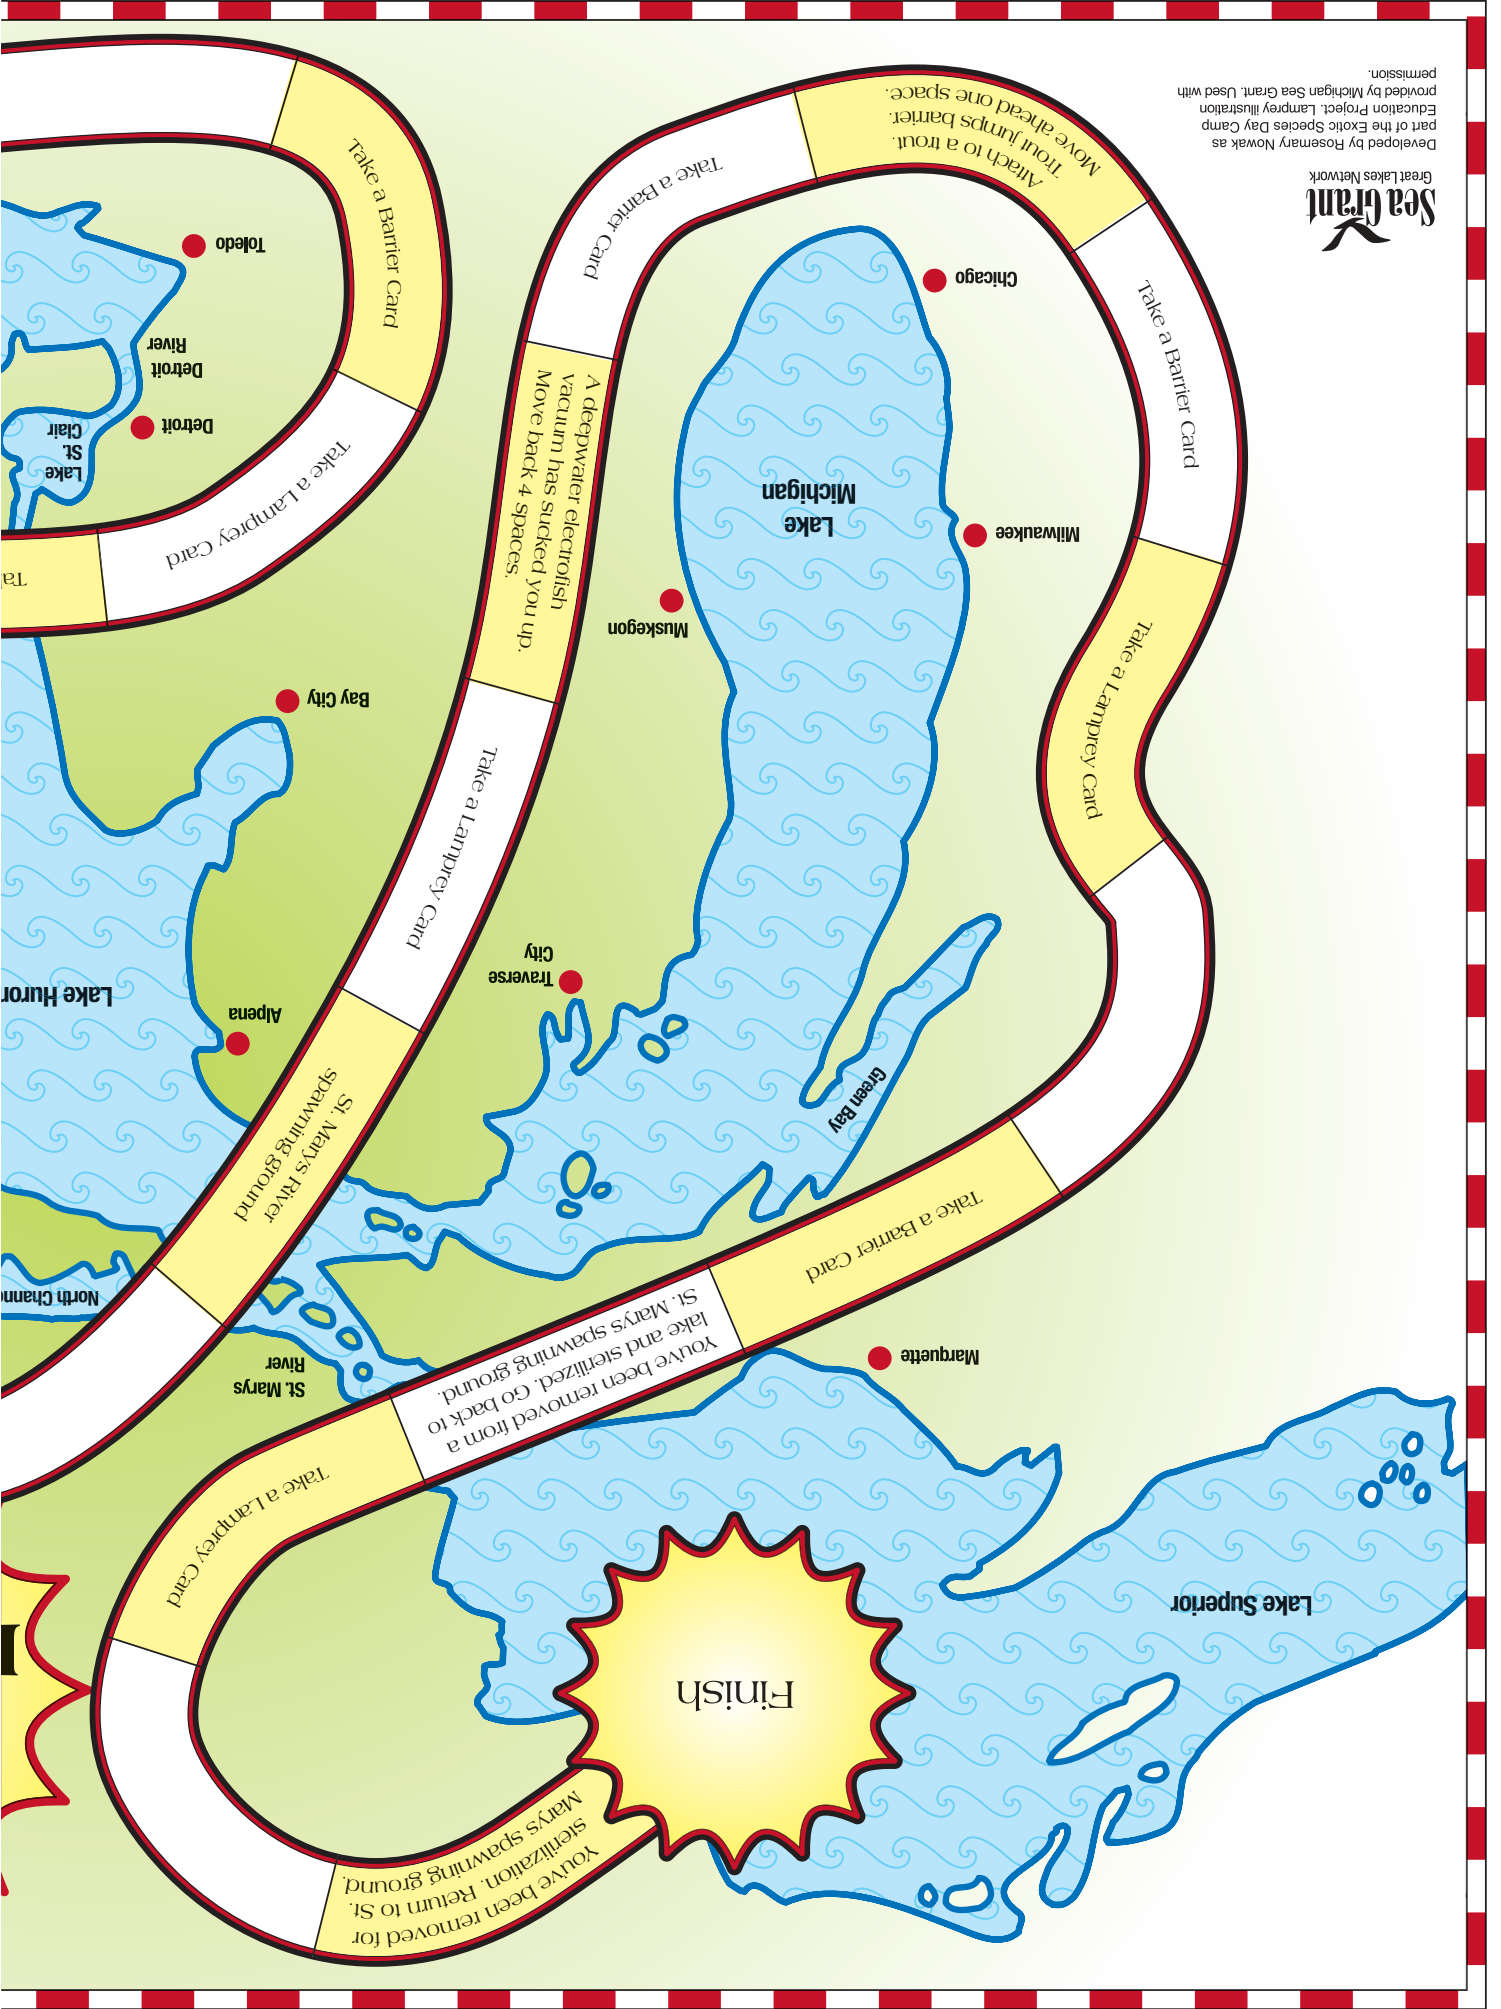 You've been removed for
sterilization. Return to St.
Marys spawning ground.
Finish
Lake Superior
Take a Lamprey Card
You've been removed from a
lake and sterilized. Go back to
St. Marys spawning ground.
Marquette
Take a Barrier Card
St. Marys
River
North Channe
St. Marys River
spawning ground
Green Bay
Alpena
Lake Huron
Traverse
City
Take a Lamprey Card
Take a Lamprey Card
Bay City
Muskegon
Milwaukee
Lake
Michigan
A deepwater electrofish
vacuum has sucked you up.
Move back 4 spaces.
Ta
Take a Lamprey Card
Lake
St.
Clair
Detroit
Detroit
River
Take a Barrier Card
Chicago
Toledo
Take a Barrier Card
Take a Barrier Card
Attach to a trout.
Trout jumps barrier.
Move ahead one space.
Sea Grant
Great Lakes Network
Developed by Rosemary Nowak as
part of the Exotic Species Day Camp
Education Project. Lamprey illustration
provided by Michigan Sea Grant. Used with
permission.